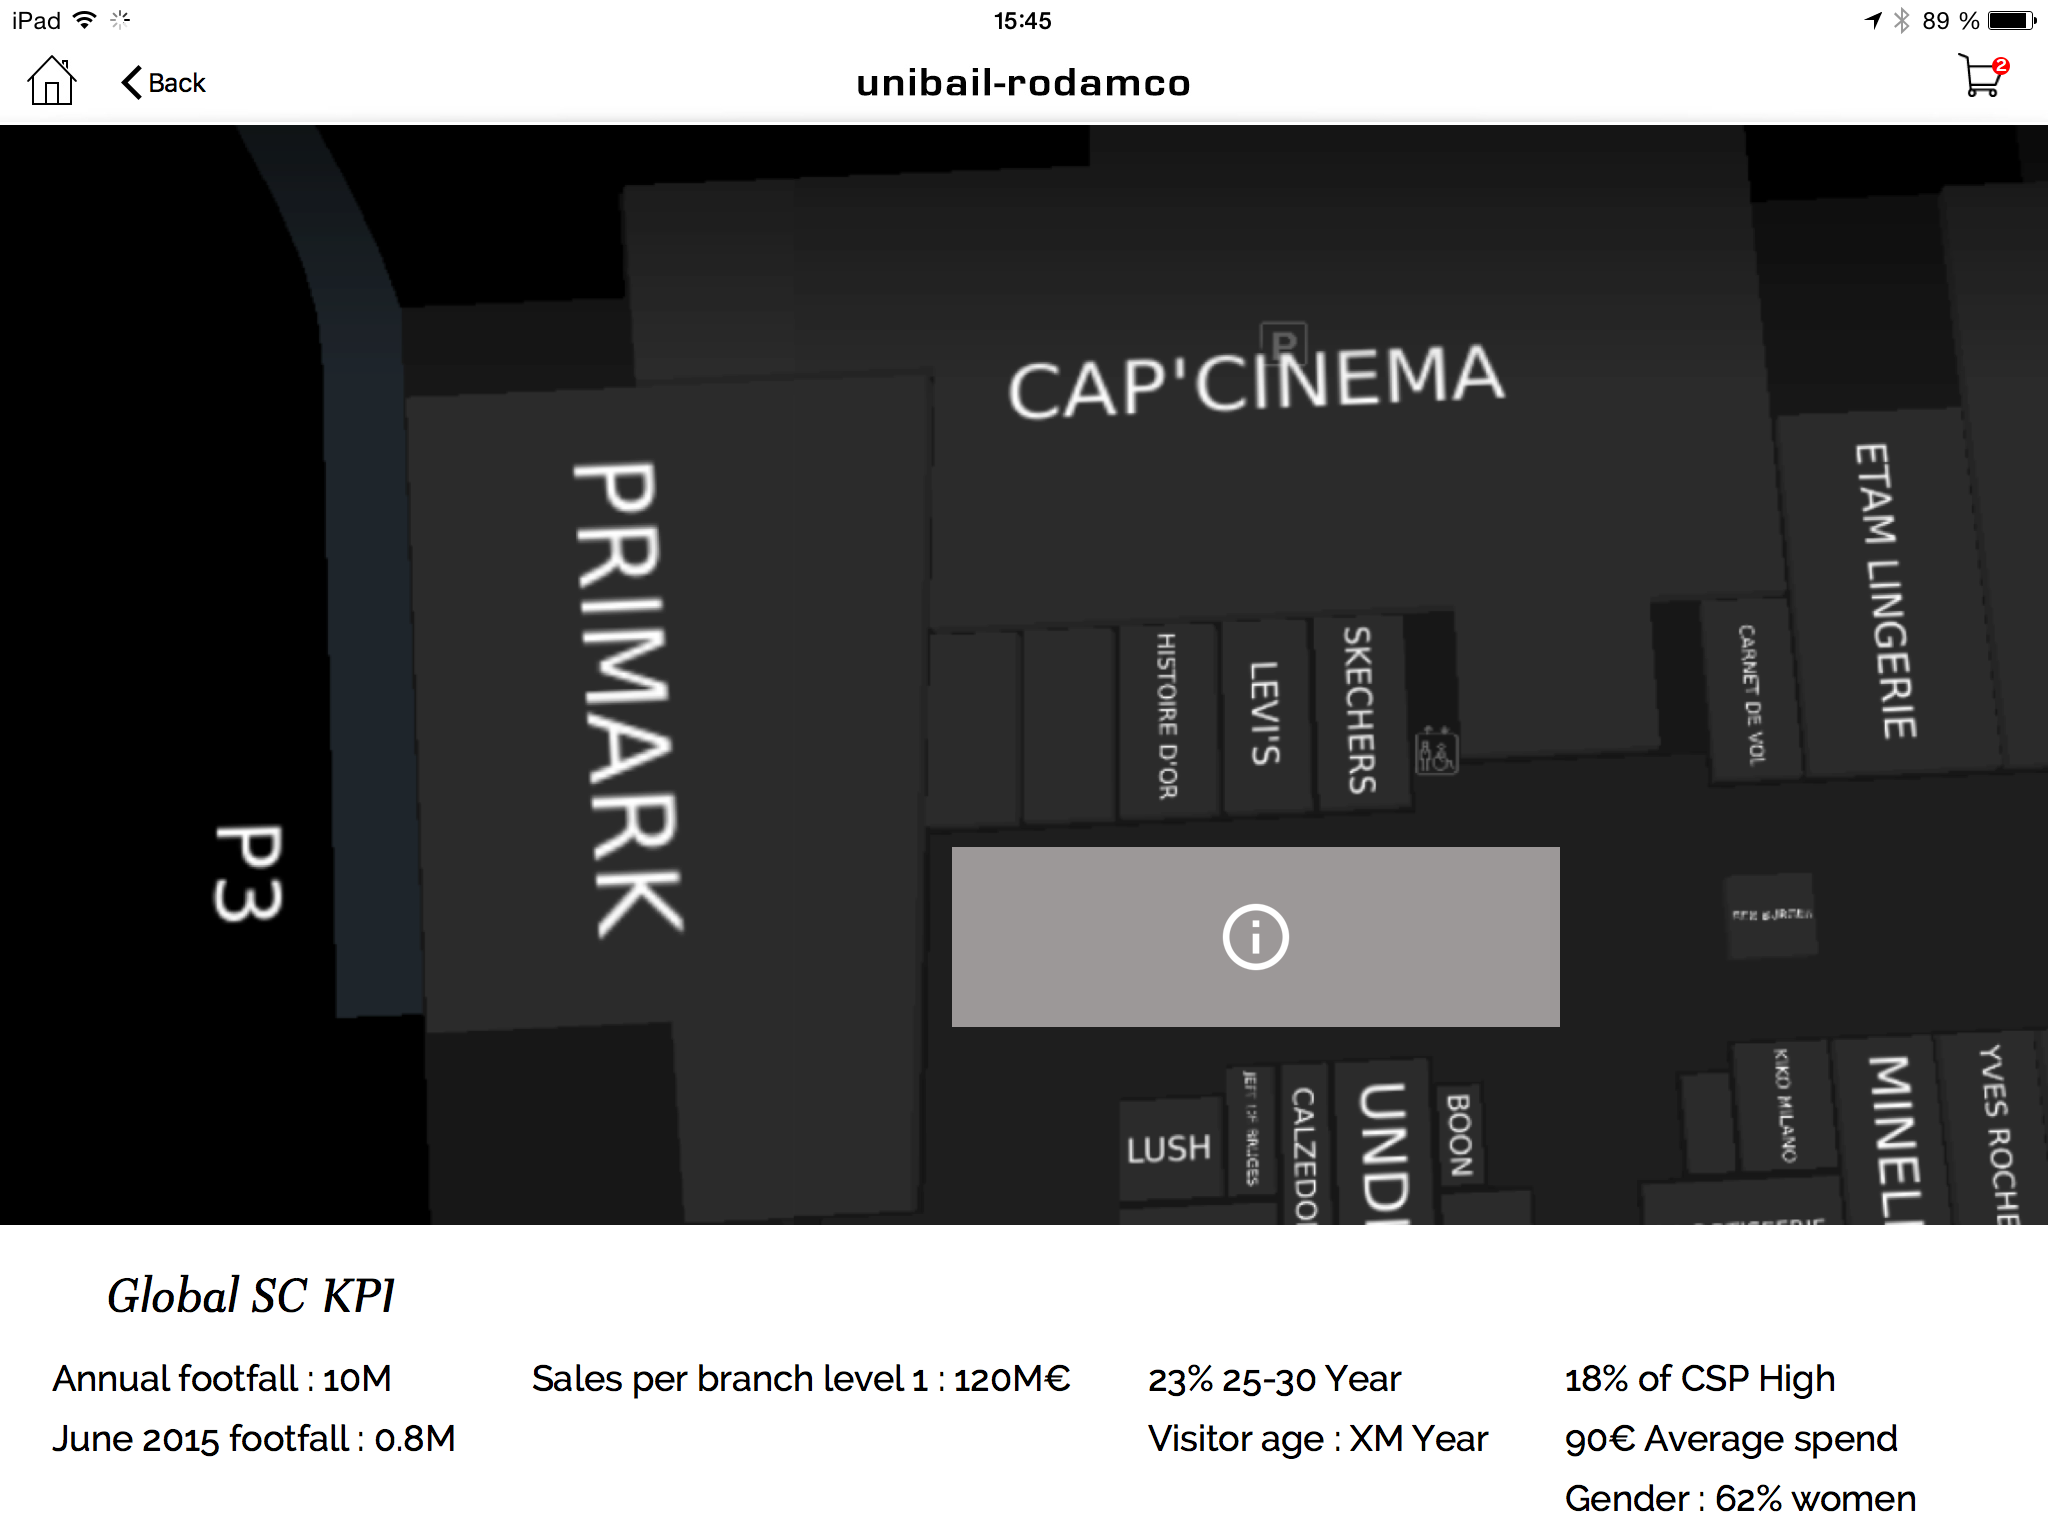 iPad
15:45
89 %
Back
unibail-rodamco
2
P
CAP'CINEMA
PRIMARK
ETAM LINGERIE
HISTOIRE D'OR
LEVI'S
SKECHERS
CARNET DE VOL
P3
LUSH
CALZEDO
UNDI
BOON
KIKO MILANO
MINEL
YVES ROCHE
Global SC KPI
Annual footfall : 10M
June 2015 footfall : 0.8M
Sales per branch level 1 : 120M€
23% 25-30 Year
Visitor age : XM Year
18% of CSP High
90€ Average spend
Gender : 62% women